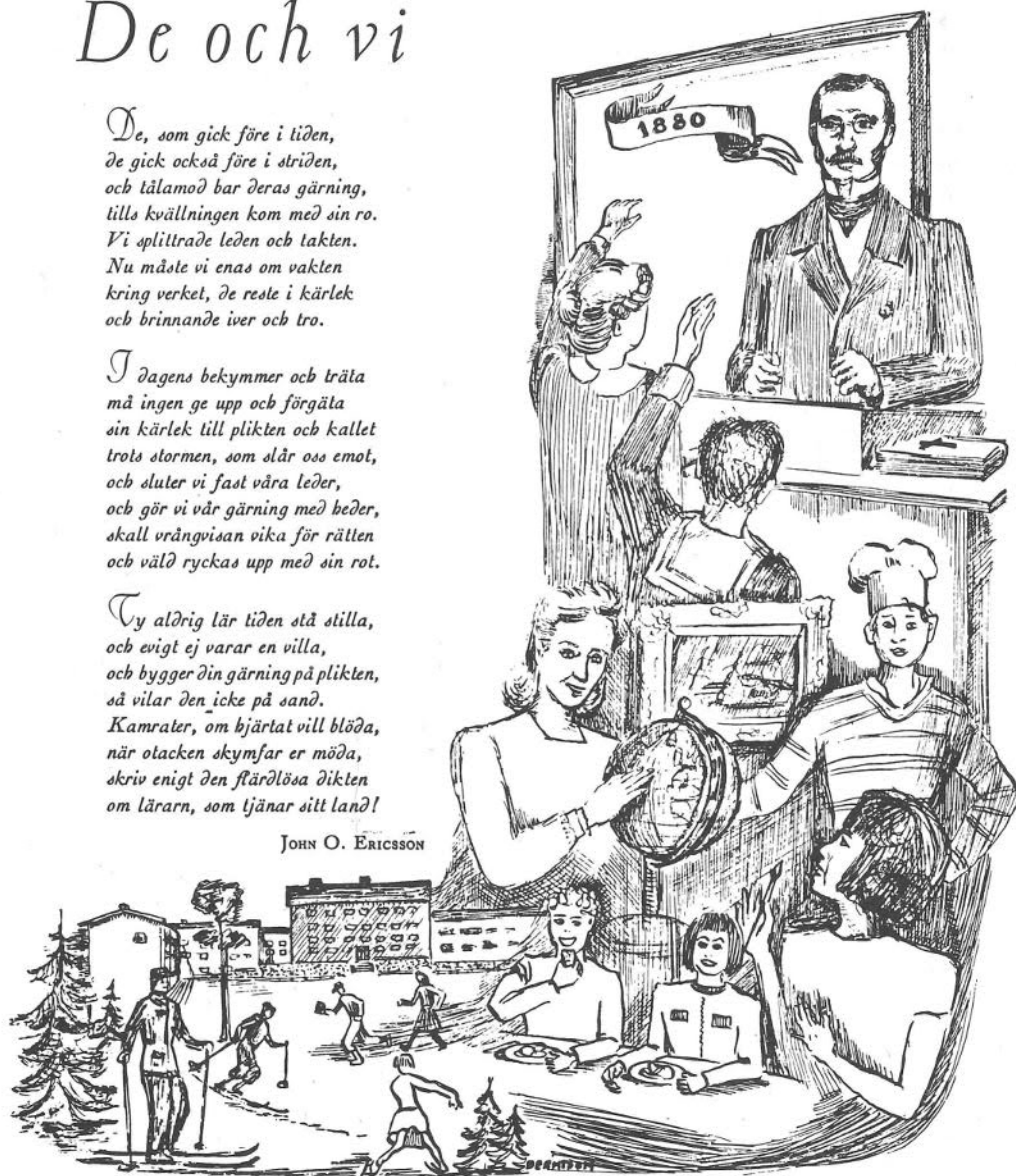 De och vi
De, som gick före i tiden,
de gick också före i striden,
och tålamod bar deras gärning,
tills kvällningen kom med sin ro.
Vi splittrade leden och takten.
Nu måste vi enas om vakten
kring verket, de reste i kärlek
och brinnande iver och tro.
I dagens bekymmer och träta
må ingen ge upp och förgäta
sin kärlek till plikten och kallet
trots stormen, som slår oss emot,
och sluter vi fast våra leder,
och gör vi vår gärning med heder,
skall vrångvisan vika för rätten
och våld ryckas upp med sin rot.
Ty aldrig lär tiden stå stilla,
och evigt ej varar en villa,
och bygger din gärning på plikten,
så vilar den icke på sand.
Kamrater, om hjärtat vill blöda,
när otacken skymfar er möda,
skriv enigt den flärdlösa dikten
om lärarn, som tjänar sitt land!
JOHN O. ERICSSON
1880